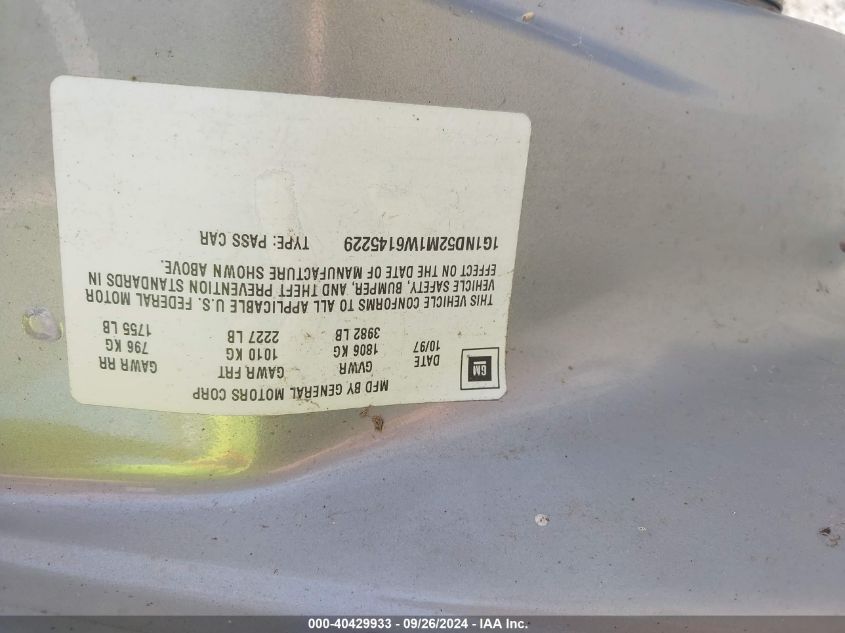 MFD BY GENERAL MOTORS CORP
GM
DATE GVWR GAWR FRT GAWR RR
10/97 1806 KG 1010 KG 796 KG
3982 LB 2227 LB 1755 LB
THIS VEHICLE CONFORMS TO ALL APPLICABLE U.S. FEDERAL MOTOR
VEHICLE SAFETY, BUMPER, AND THEFT PREVENTION STANDARDS IN
EFFECT ON THE DATE OF MANUFACTURE SHOWN ABOVE.
1G1ND52M1W6145229 TYPE: PASS CAR
000-40429933 - 09/26/2024 - IAA Inc.